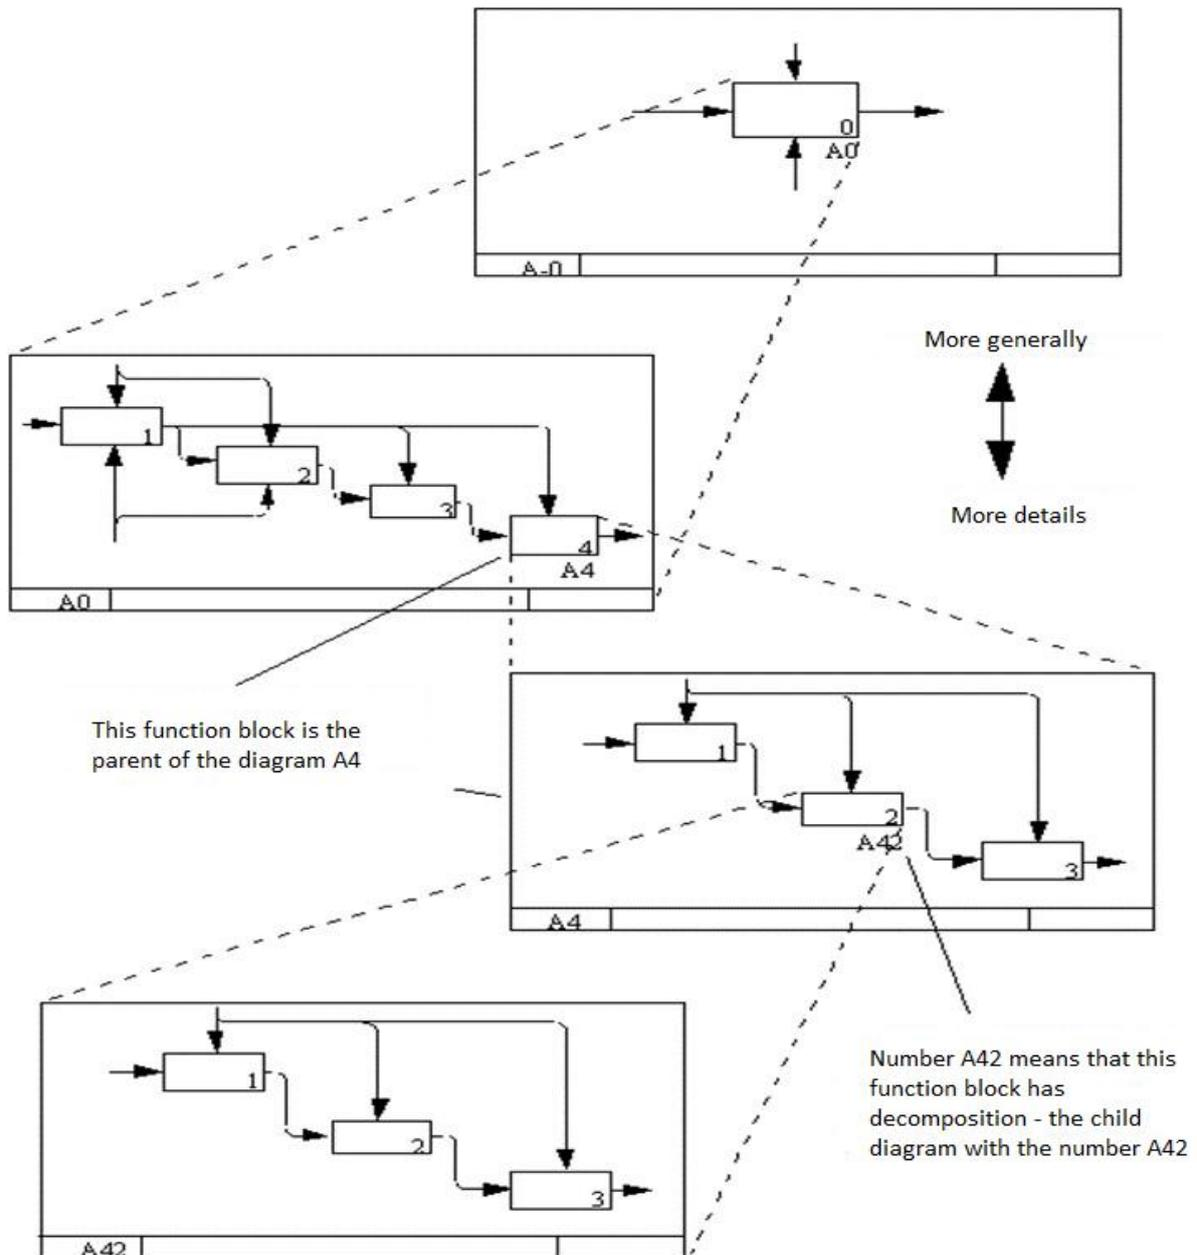 0
A0
A-0
More generally
More details
1
2
3
4
A4
A0
This function block is the
parent of the diagram A4
1
2
A42
3
A4
1
2
3
A42
Number A42 means that this
function block has
decomposition - the child
diagram with the number A42